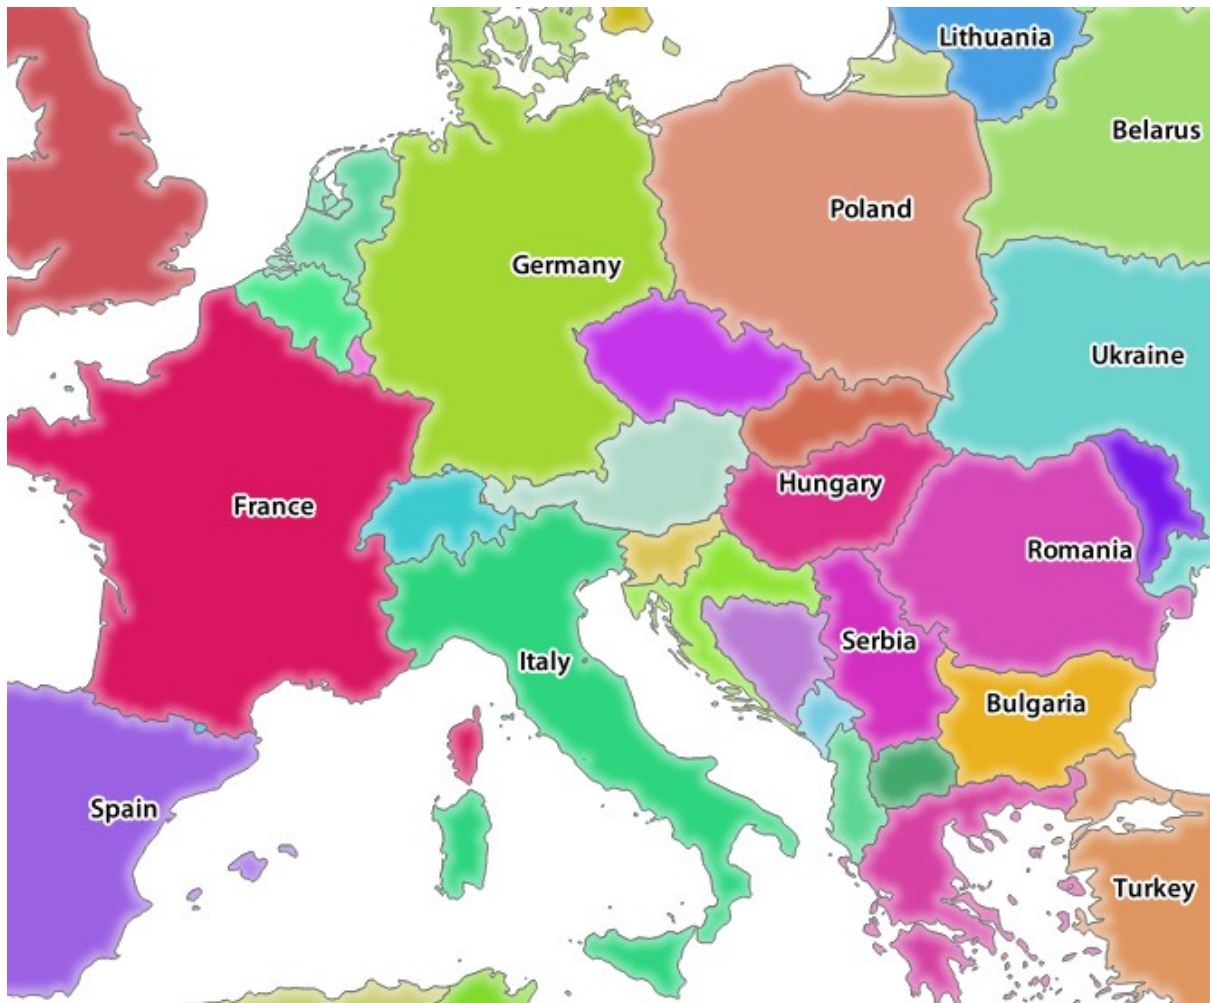 Lithuania
Belarus
Poland
Germany
Ukraine
Hungary
France
Romania
Serbia
Italy
Bulgaria
Spain
Turkey